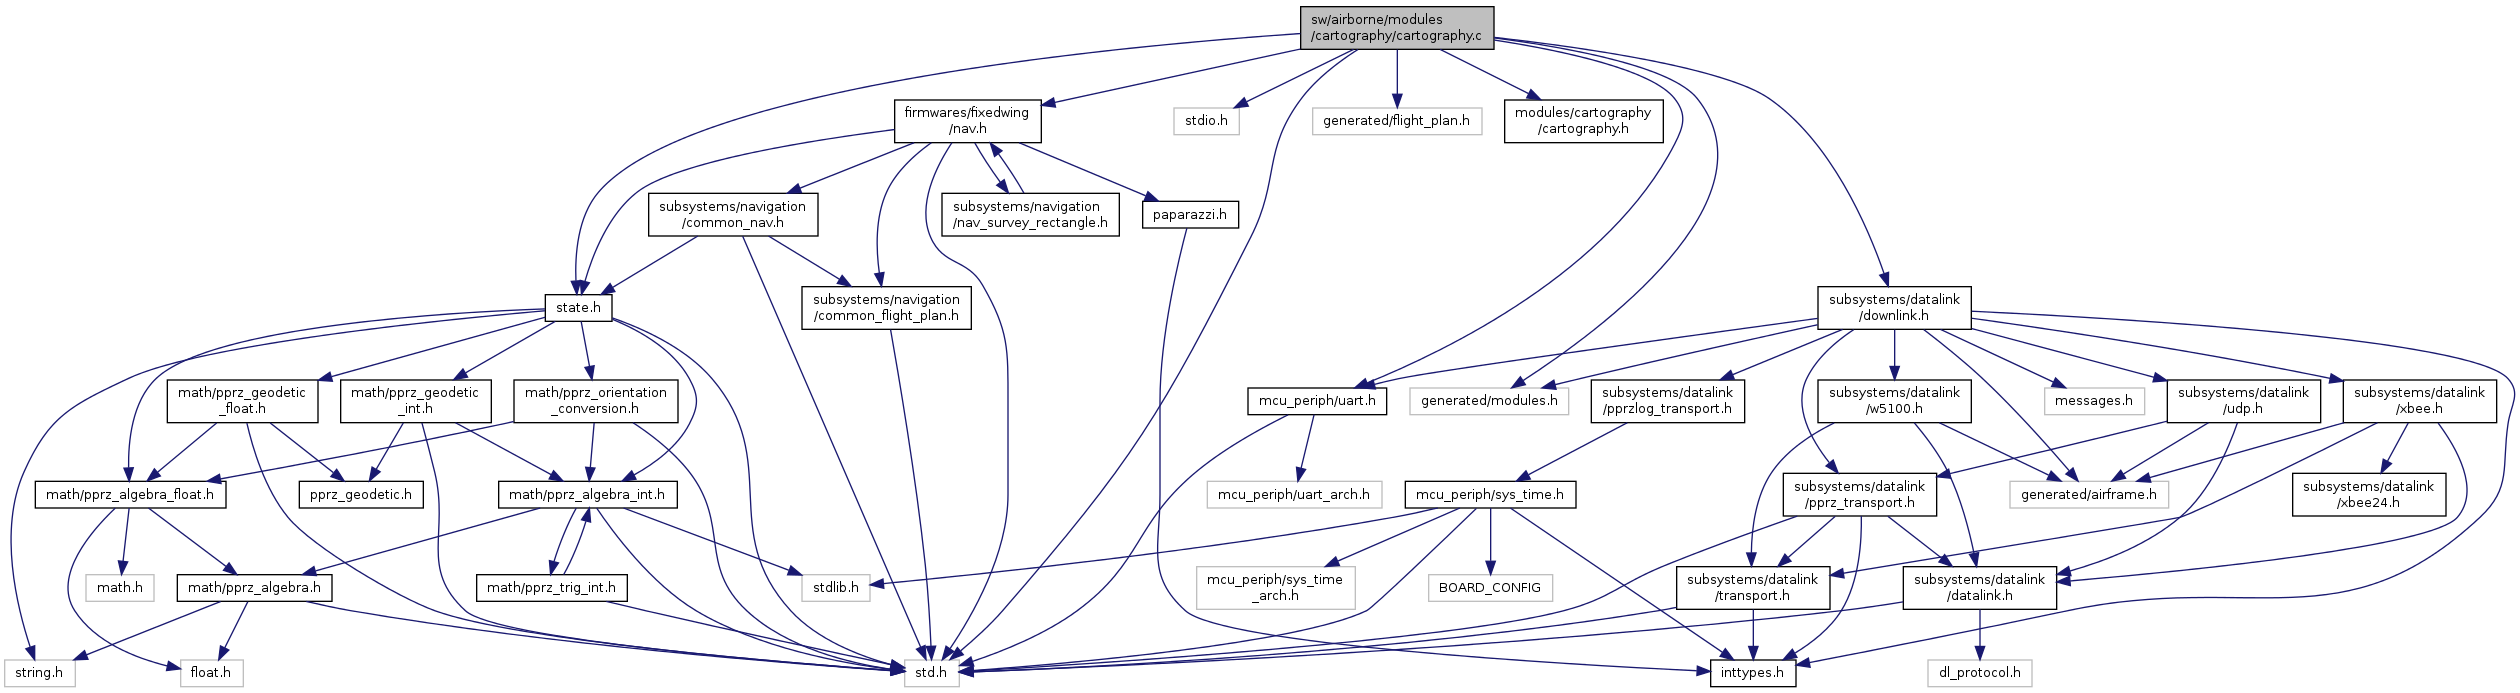 sw/airborne/modules
/cartography/cartography.c
firmwares/fixedwing
/nav.h
stdio.h
generated/flight_plan.h
modules/cartography
/cartography.h
subsystems/navigation
/common_nav.h
subsystems/navigation
/nav_survey_rectangle.h
paparazzi.h
state.h
subsystems/navigation
/common_flight_plan.h
subsystems/datalink
/downlink.h
math/pprz_geodetic
_float.h
math/pprz_geodetic
_int.h
math/pprz_orientation
_conversion.h
mcu_periph/uart.h
generated/modules.h
subsystems/datalink
/pprzlog_transport.h
subsystems/datalink
/w5100.h
messages.h
subsystems/datalink
/udp.h
subsystems/datalink
/xbee.h
math/pprz_algebra_float.h
pprz_geodetic.h
math/pprz_algebra_int.h
mcu_periph/uart_arch.h
mcu_periph/sys_time.h
subsystems/datalink
/pprz_transport.h
generated/airframe.h
subsystems/datalink
/xbee24.h
math.h
math/pprz_algebra.h
math/pprz_trig_int.h
stdlib.h
mcu_periph/sys_time
_arch.h
BOARD_CONFIG
subsystems/datalink
/transport.h
subsystems/datalink
/datalink.h
string.h
float.h
std.h
inttypes.h
dl_protocol.h